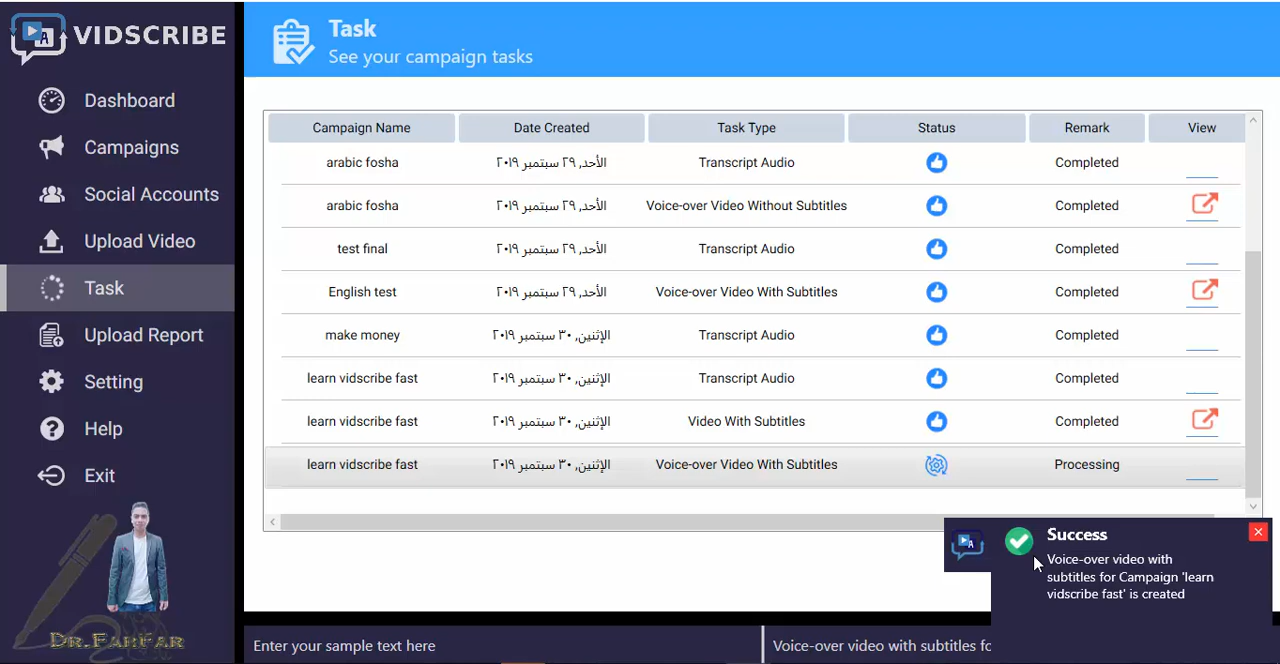 VIDSCRIBE
Dashboard
Campaigns
Social Accounts
Upload Video
Task
Upload Report
Setting
Help
Exit
DR.FARFAR
Task
See your campaign tasks
Campaign Name Date Created Task Type Status Remark View
arabic fosha الأحد, ٢٩ سبتمبر ٢٠١٩ Transcript Audio Completed
arabic fosha الأحد, ٢٩ سبتمبر ٢٠١٩ Voice-over Video Without Subtitles Completed
test final الأحد, ٢٩ سبتمبر ٢٠١٩ Transcript Audio Completed
English test الأحد, ٢٩ سبتمبر ٢٠١٩ Voice-over Video With Subtitles Completed
make money الإثنين, ٣٠ سبتمبر ٢٠١٩ Transcript Audio Completed
learn vidscribe fast الإثنين, ٣٠ سبتمبر ٢٠١٩ Transcript Audio Completed
learn vidscribe fast الإثنين, ٣٠ سبتمبر ٢٠١٩ Video With Subtitles Completed
learn vidscribe fast الإثنين, ٣٠ سبتمبر ٢٠١٩ Voice-over Video With Subtitles Processing
Success
Voice-over video with
subtitles for Campaign 'learn
vidscribe fast' is created
Enter your sample text here
Voice-over video with subtitles fo